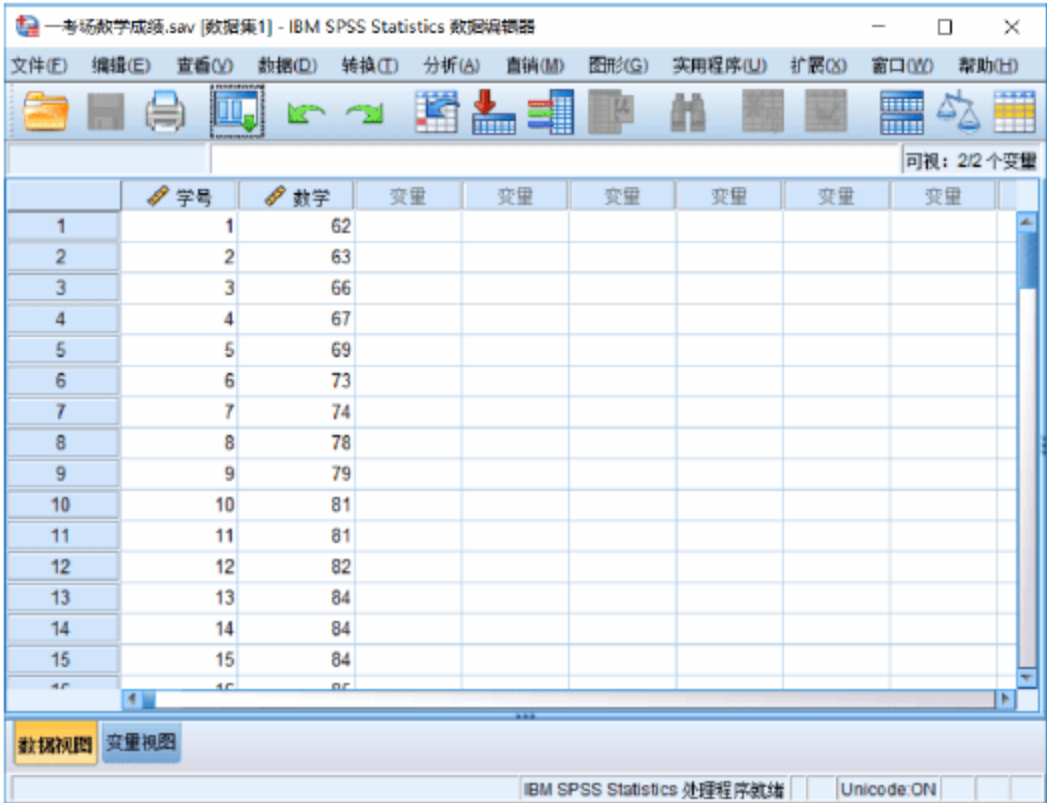 一考场数学成绩.sav [数据集1] - IBM SPSS Statistics 数据编辑器
文件(F) 编辑(E) 查看(V) 数据(D) 转换(T) 分析(A) 直销(M) 图形(G) 实用程序(U) 扩展(X) 窗口(W) 帮助(H)
可视: 2/2 个变量
学号 数学 变量 变量 变量 变量 变量 变量
1 1 62
2 2 63
3 3 66
4 4 67
5 5 69
6 6 73
7 7 74
8 8 78
9 9 79
10 10 81
11 11 81
12 12 82
13 13 84
14 14 84
15 15 84
数据视图 变量视图
IBM SPSS Statistics 处理程序就绪 Unicode:ON